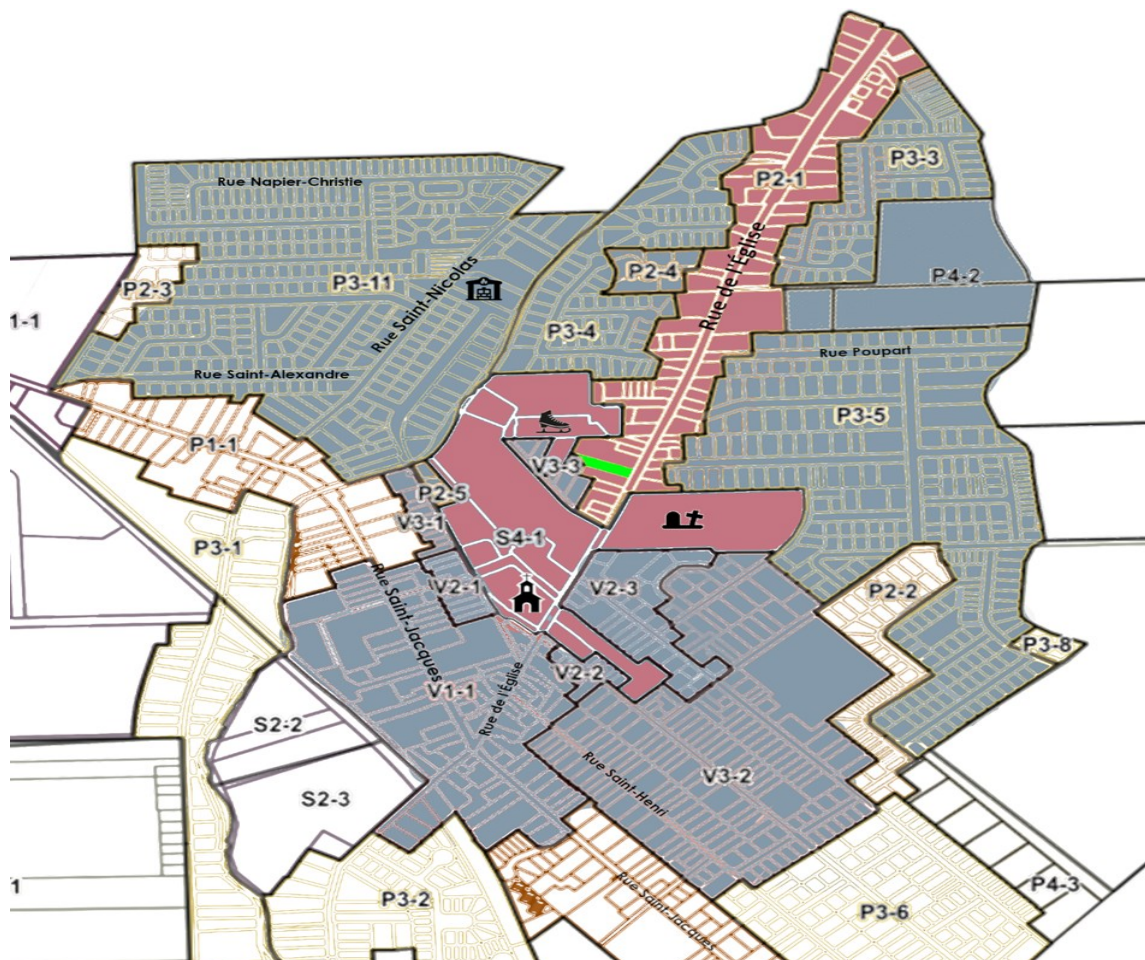 P3-3
P2-1
Rue Napier-Christie
P2-4
P4-2
P2-3
P3-11
Rue Saint-Nicolas
Rue de l'Église
1-1
P3-4
Rue Poupart
Rue Saint-Alexandre
P3-5
P1-1
V3-3
P2-5
V3-1
S4-1
P3-1
V2-1
V2-3
P2-2
Rue Saint-Jacques
P3-8
V2-2
V1-1
Rue de l'Église
S2-2
V3-2
Rue Saint-Henri
S2-3
P4-3
1
P3-2
Rue Saint-Jacques
P3-6